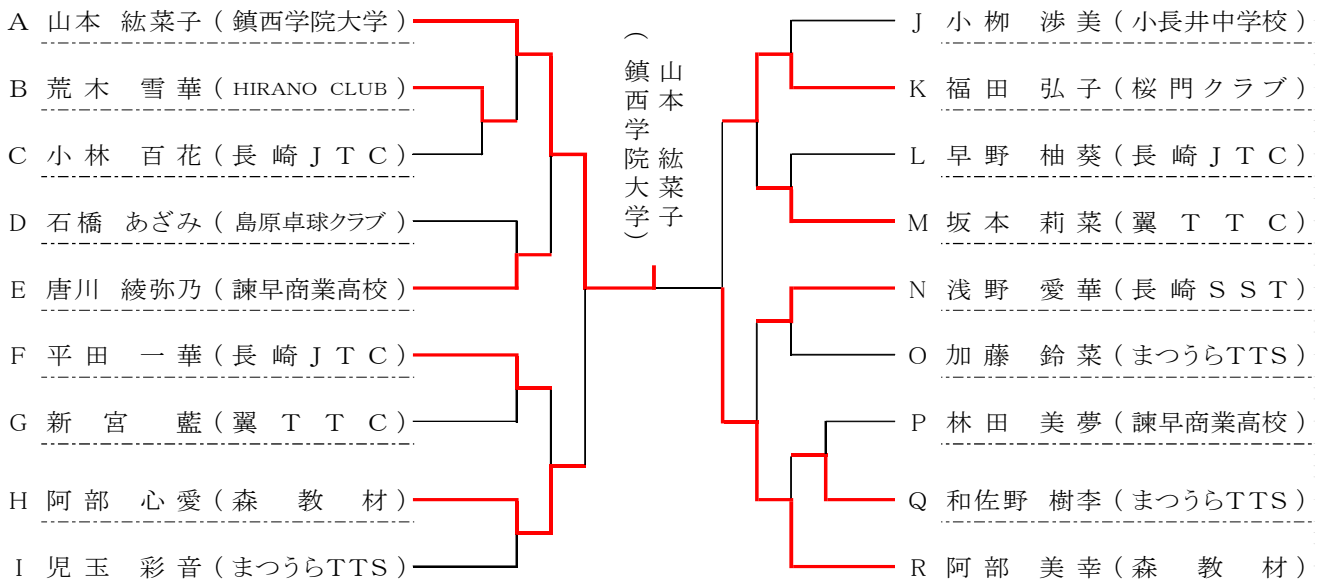 A 山本 紘菜子 ( 鎮西学院大学 )
B 荒木 雪華 ( HIRANO CLUB )
C 小林 百花 ( 長崎JTC )
D 石橋 あざみ ( 島原卓球クラブ )
E 唐川 綾弥乃 ( 諫早商業高校 )
F 平田 一華 ( 長崎JTC )
G 新宮 藍 ( 翼TTC )
H 阿部 心愛 ( 森教材 )
I 児玉 彩音 ( まつうらTTS )
山本 紘菜子
(鎮西学院大学)
J 小栁 渉美 ( 小長井中学校 )
K 福田 弘子 ( 桜門クラブ )
L 早野 柚葵 ( 長崎JTC )
M 坂本 莉菜 ( 翼TTC )
N 浅野 愛華 ( 長崎SST )
O 加藤 鈴菜 ( まつうらTTS )
P 林田 美夢 ( 諫早商業高校 )
Q 和佐野 樹李 ( まつうらTTS )
R 阿部 美幸 ( 森教材 )